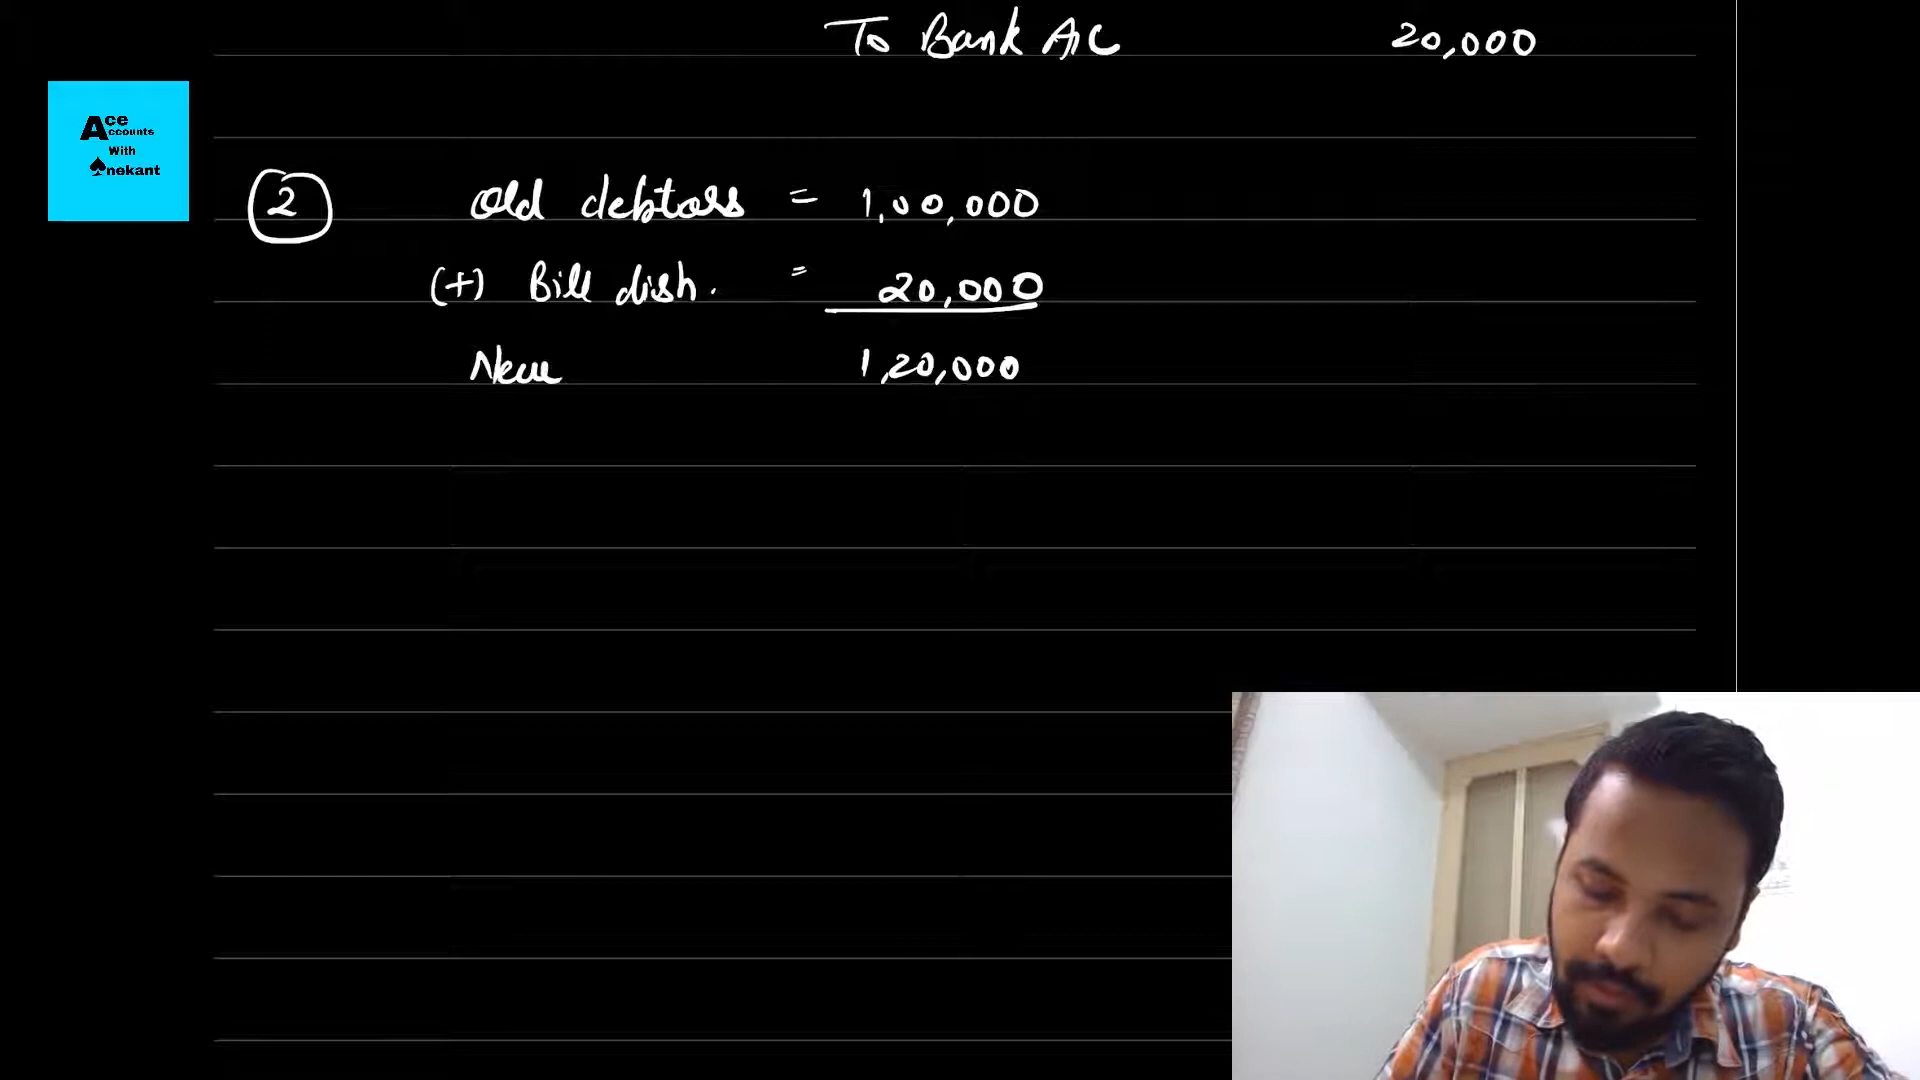 To Bank A/C 20,000
Ace
Accounts
With
♠nekant
2 Old debtors = 1,00,000
(+) Bill dish. = 20,000
New 1,20,000